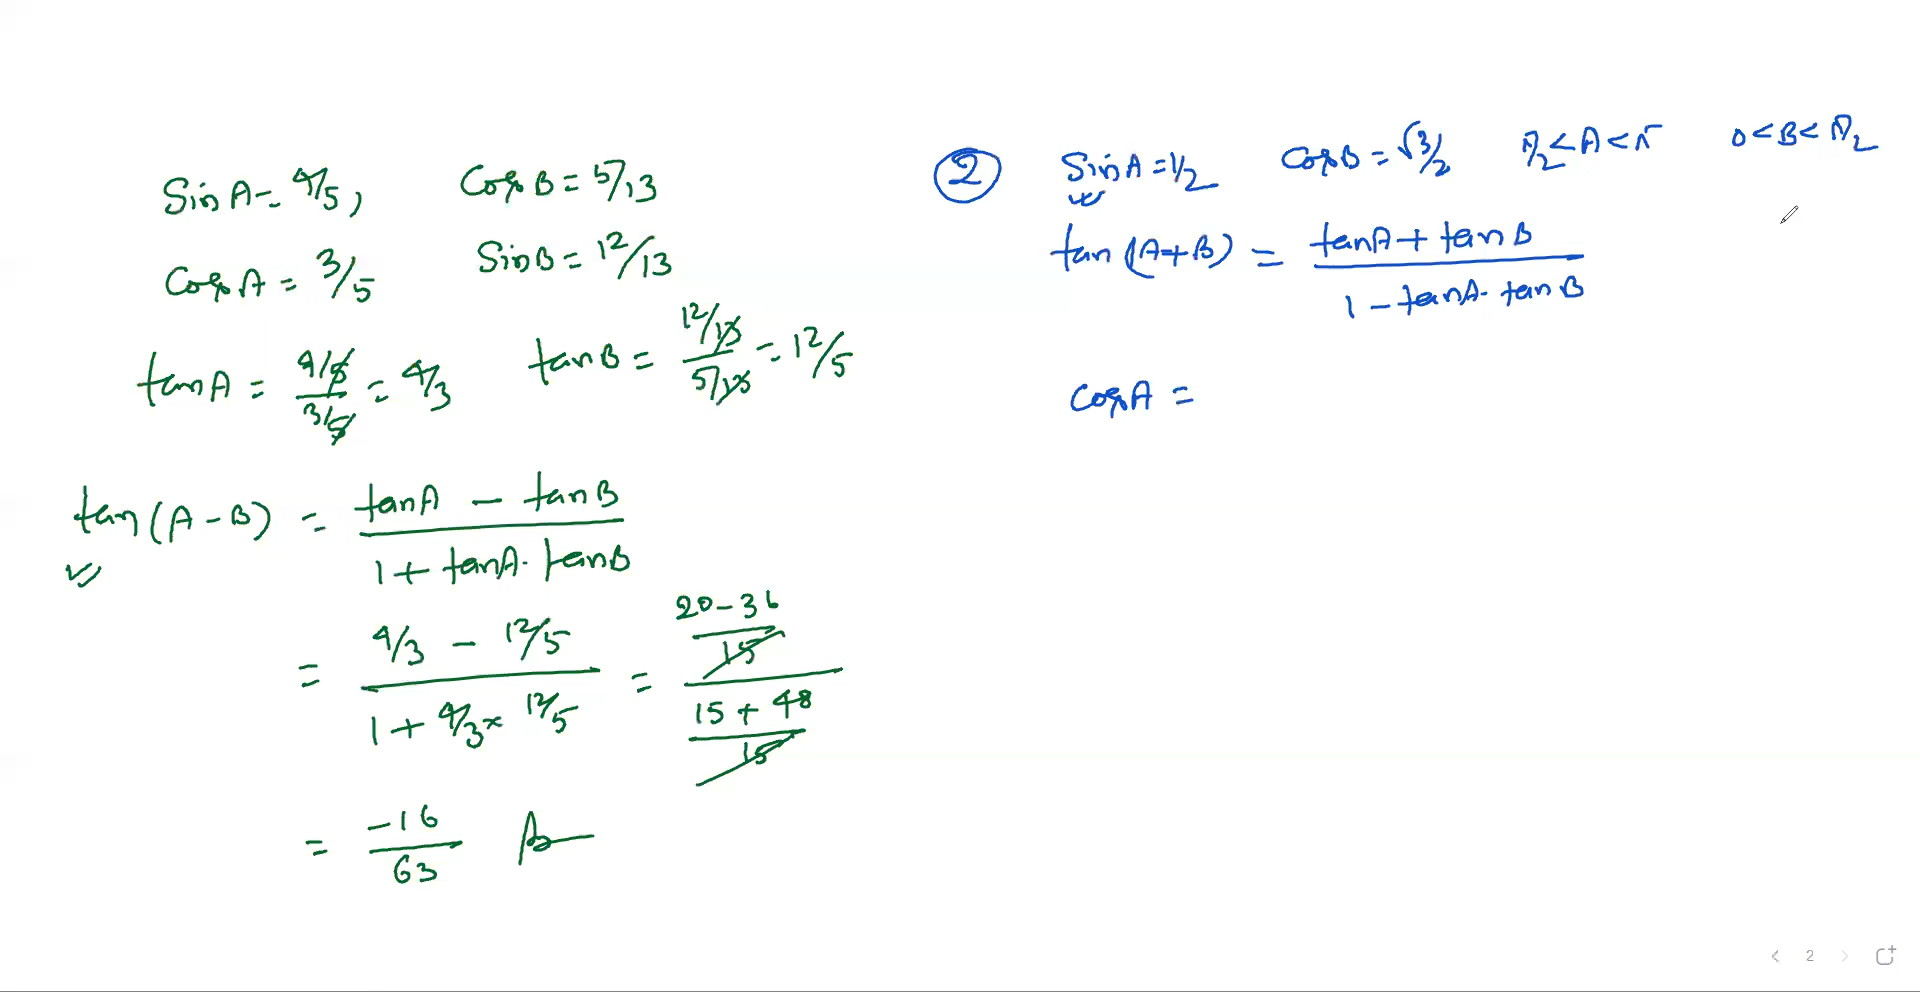 Sin A = 4/5, Cos B = 5/13
Cos A = 3/5 Sin B = 12/13
tan A = (4/5)/(3/5) = 4/3 tan B = (12/13)/(5/13) = 12/5
tan (A - B) = (tan A - tan B)/(1 + tan A. tan B)
= (4/3 - 12/5)/(1 + 4/3 × 12/5) = ((20 - 36)/15)/((15 + 48)/15)
= -16/63
2 Sin A = 1/2 Cos B = √3/2 π/2 < A < π 0 < B < π/2
tan (A + B) = (tan A + tan B)/(1 - tan A. tan B)
Cos A =
2